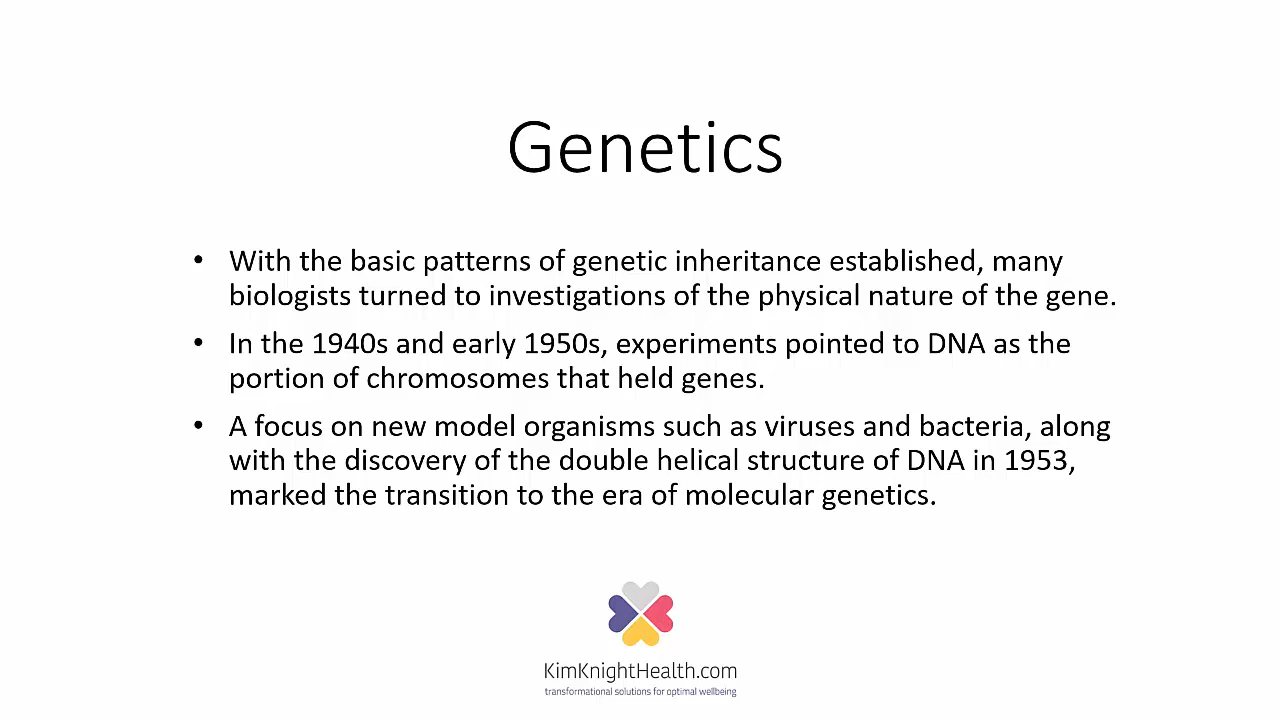 Genetics
• With the basic patterns of genetic inheritance established, many
biologists turned to investigations of the physical nature of the gene.
• In the 1940s and early 1950s, experiments pointed to DNA as the
portion of chromosomes that held genes.
• A focus on new model organisms such as viruses and bacteria, along
with the discovery of the double helical structure of DNA in 1953,
marked the transition to the era of molecular genetics.
KimKnightHealth.com
transformational solutions for optimal wellbeing